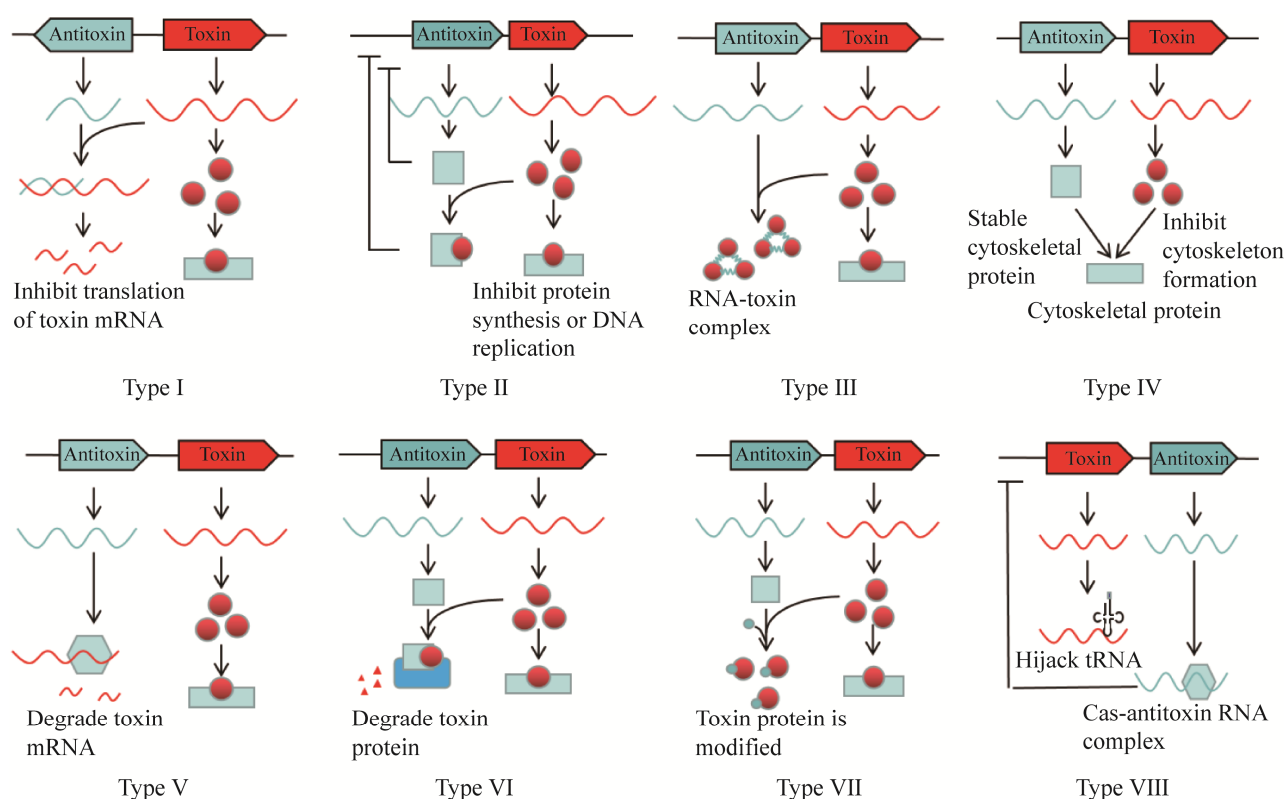 Antitoxin
Toxin
Inhibit translation
of toxin mRNA
Type I
Antitoxin
Toxin
Inhibit protein
synthesis or DNA
replication
Type II
Antitoxin
Toxin
RNA-toxin
complex
Type III
Antitoxin
Toxin
Stable
cytoskeletal
protein
Inhibit
cytoskeleton
formation
Cytoskeletal protein
Type IV
Antitoxin
Toxin
Degrade toxin
mRNA
Type V
Antitoxin
Toxin
Degrade toxin
protein
Type VI
Antitoxin
Toxin
Toxin protein is
modified
Type VII
Toxin
Antitoxin
Hijack tRNA
Cas-antitoxin RNA
complex
Type VIII